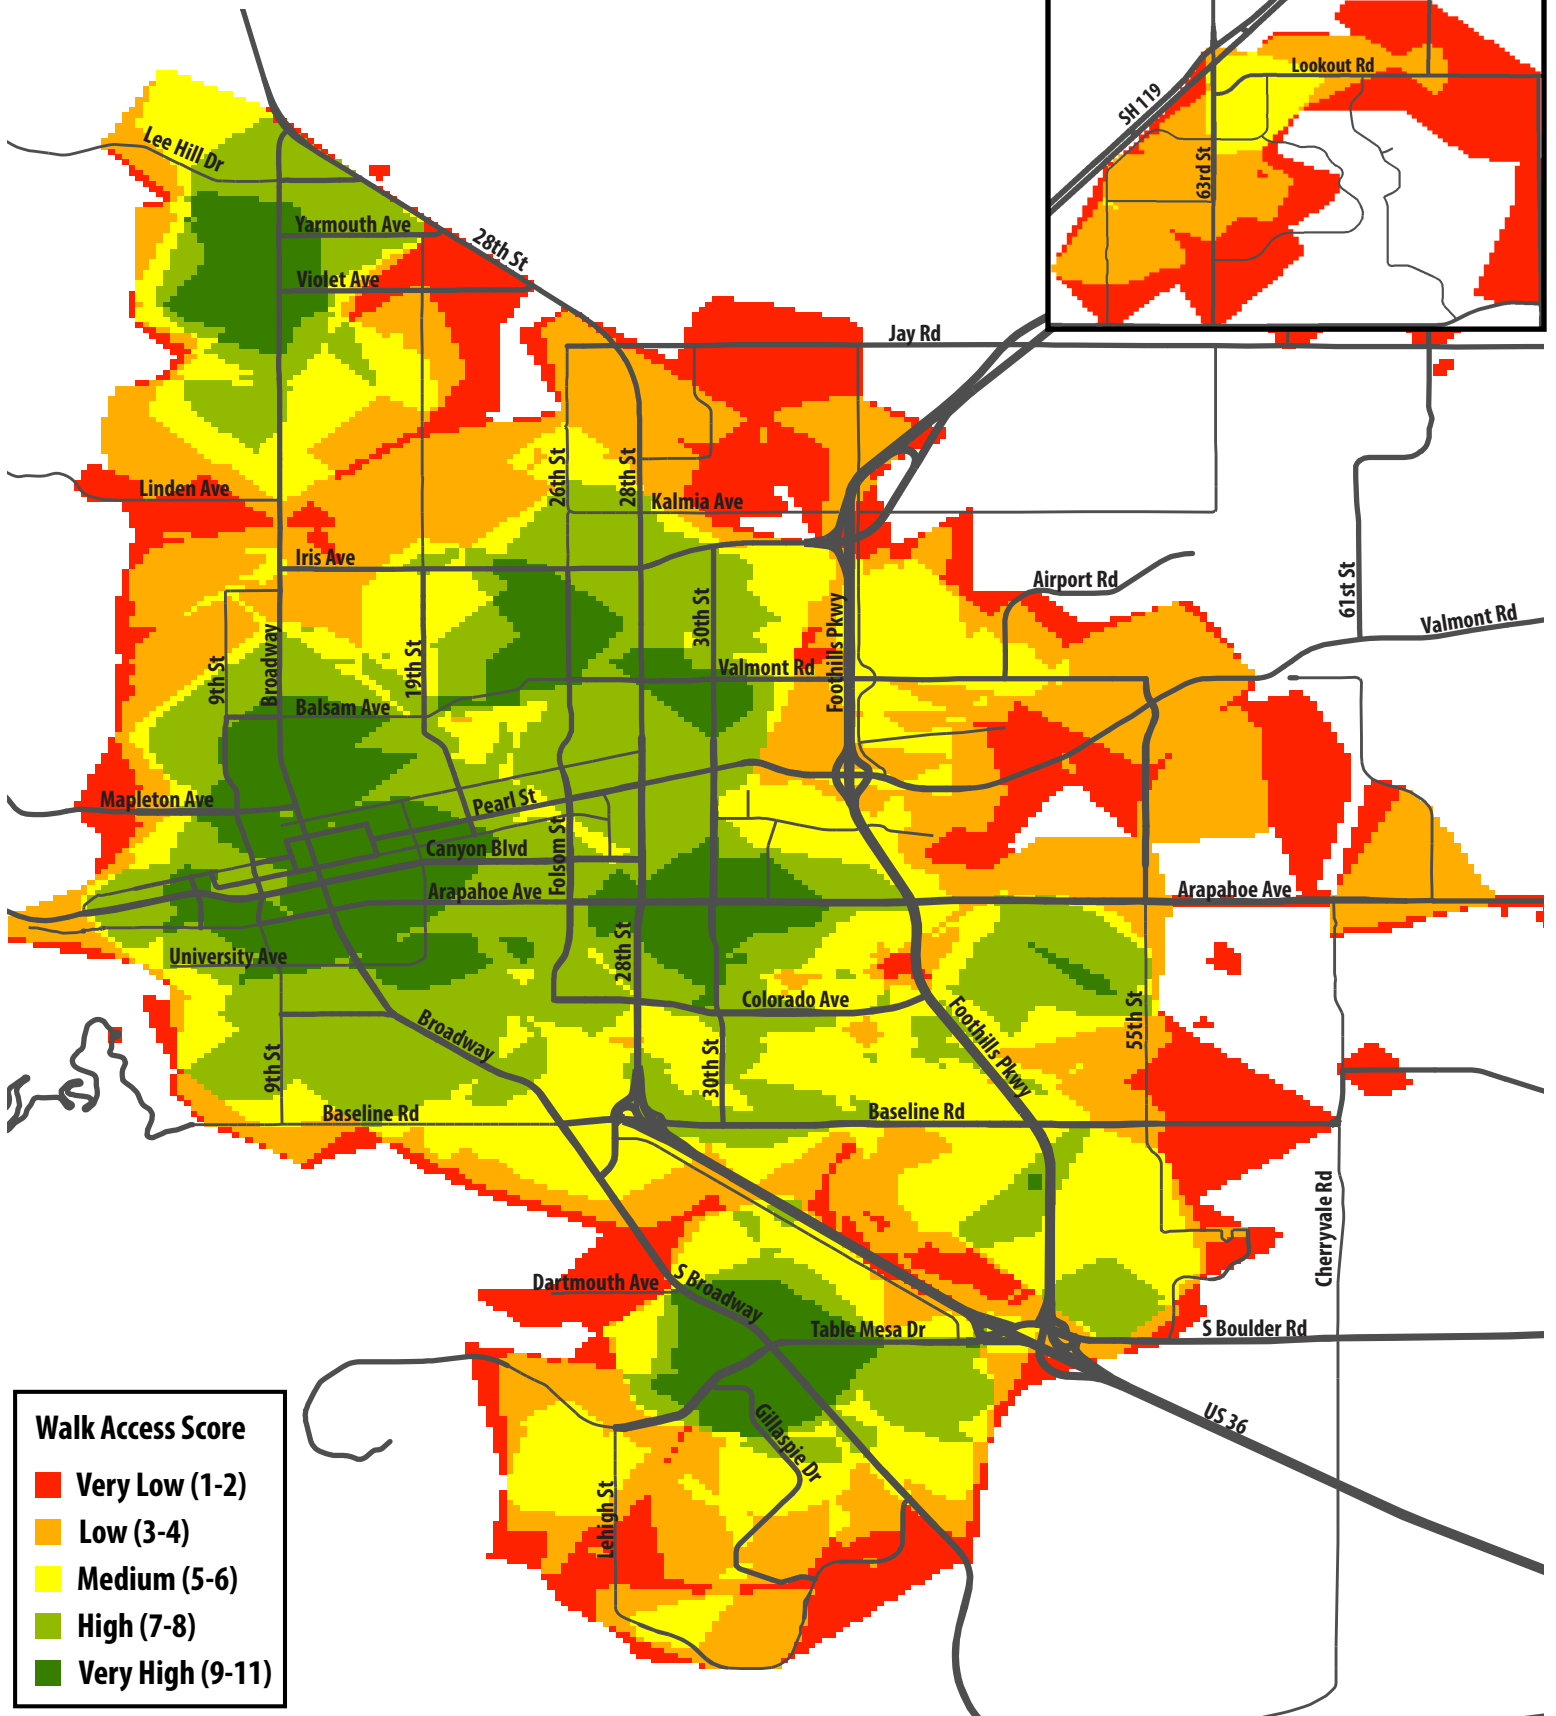 Lookout Rd
SH 119
63rd St
Lee Hill Dr
Yarmouth Ave
28th St
Violet Ave
Jay Rd
26th St
28th St
Linden Ave
Kalmia Ave
Iris Ave
Airport Rd
61st St
Valmont Rd
30th St
Foothills Pkwy
9th St
Broadway
19th St
Valmont Rd
Balsam Ave
Mapleton Ave
Pearl St
Canyon Blvd
Folsom St
Arapahoe Ave
Arapahoe Ave
University Ave
28th St
Colorado Ave
Broadway
Foothills Pkwy
55th St
9th St
30th St
Baseline Rd
Baseline Rd
Cherryvale Rd
Dartmouth Ave
S Broadway
Table Mesa Dr
S Boulder Rd
US 36
Gillaspie Dr
Lehigh St
Walk Access Score
Very Low (1-2)
Low (3-4)
Medium (5-6)
High (7-8)
Very High (9-11)